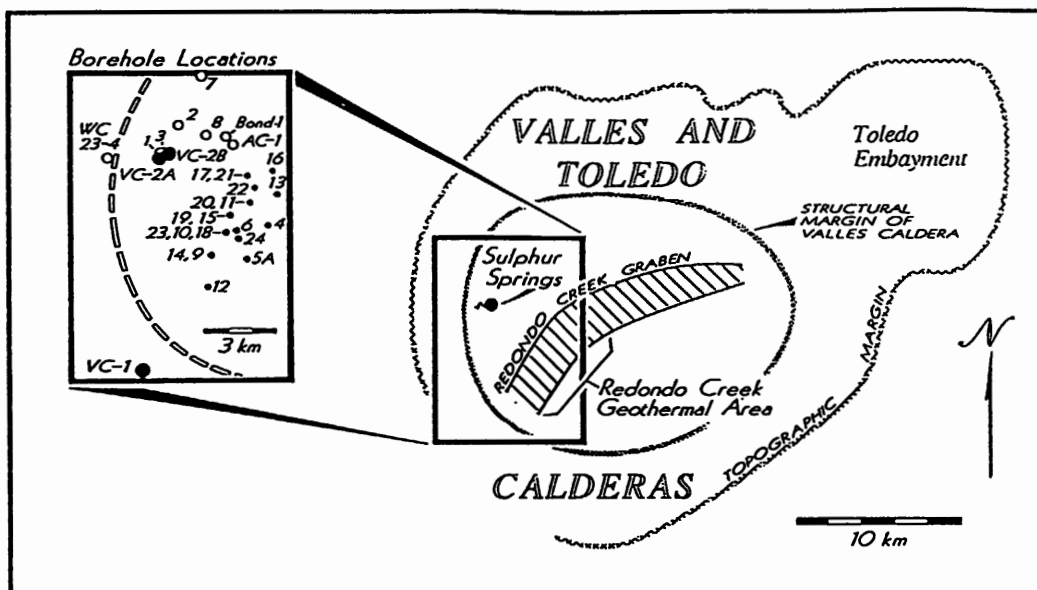 Borehole Locations
7
2
8
Bond-1
AC-1
WC
23-4
1
3
VC-2B
VC-2A
16
17, 21
13
22
20, 11
19, 15
6
4
23, 10, 18
24
14, 9
5A
12
3 km
VC-1
VALLES AND
TOLEDO
Toledo
Embayment
STRUCTURAL
MARGIN OF
VALLES CALDERA
Sulphur
Springs
REDONDO CREEK GRABEN
Redondo Creek
Geothermal Area
TOPOGRAPHIC MARGIN
CALDERAS
N
10 km